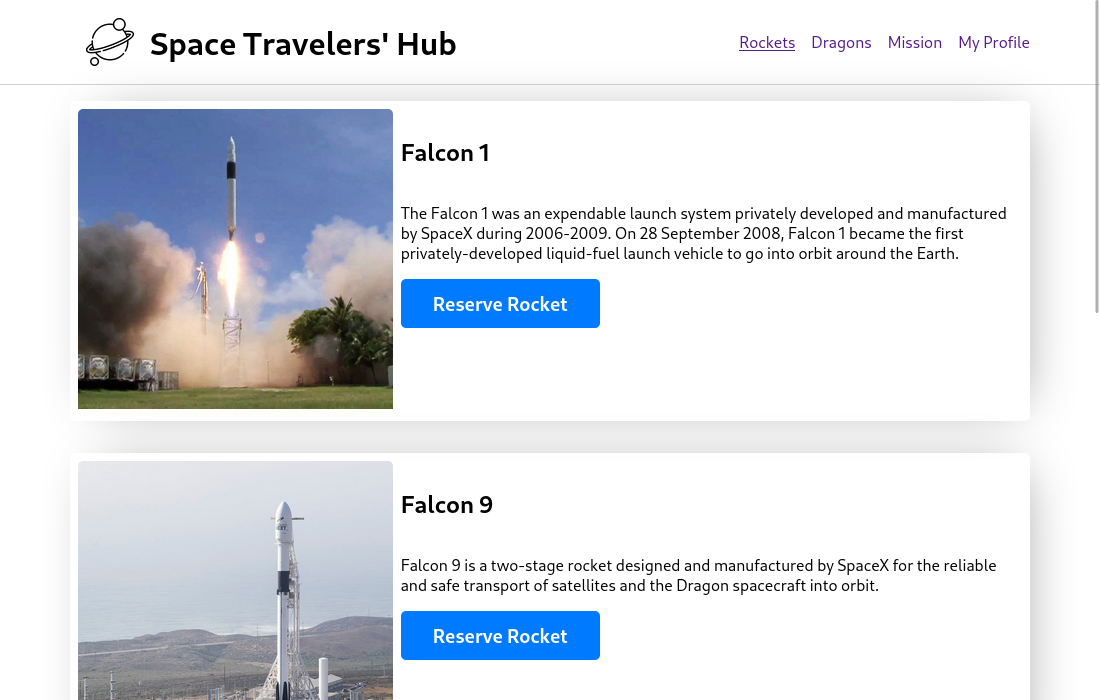 Space Travelers' Hub
Rockets Dragons Mission My Profile
Falcon 1
The Falcon 1 was an expendable launch system privately developed and manufactured
by SpaceX during 2006-2009. On 28 September 2008, Falcon 1 became the first
privately-developed liquid-fuel launch vehicle to go into orbit around the Earth.
Reserve Rocket
Falcon 9
Falcon 9 is a two-stage rocket designed and manufactured by SpaceX for the reliable
and safe transport of satellites and the Dragon spacecraft into orbit.
Reserve Rocket